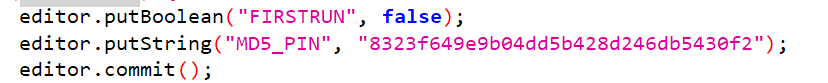 editor.putBoolean("FIRSTRUN", false);
editor.putString("MD5_PIN", "8323f649e9b04dd5b428d246db5430f2");
editor.commit();